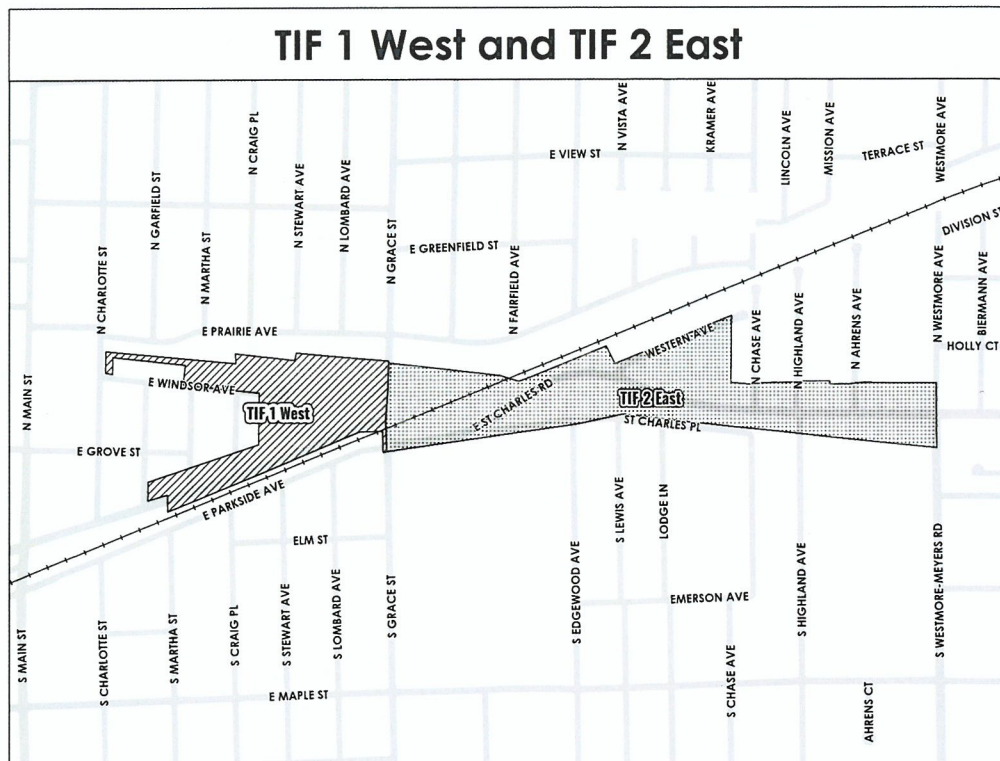 TIF 1 West and TIF 2 East
N VISTA AVE
KRAMER AVE
LINCOLN AVE
MISSION AVE
WESTMORE AVE
N CRAIG PL
E VIEW ST
TERRACE ST
N GARFIELD ST
N STEWART AVE
N LOMBARD AVE
N GRACE ST
N MARTHA ST
E GREENFIELD ST
DIVISION ST
N CHARLOTTE ST
N FAIRFIELD AVE
N WESTMORE AVE
BIERMANN AVE
E PRAIRIE AVE
WESTERN AVE
N CHASE AVE
N HIGHLAND AVE
N AHRENS AVE
HOLLY CT
N MAIN ST
E WINDSOR AVE
E ST CHARLES RD
TIF 1 West
TIF 2 East
ST CHARLES PL
E GROVE ST
E PARKSIDE AVE
S LEWIS AVE
LODGE LN
ELM ST
S MAIN ST
S CHARLOTTE ST
S MARTHA ST
S CRAIG PL
S STEWART AVE
S LOMBARD AVE
S GRACE ST
S EDGEWOOD AVE
EMERSON AVE
S HIGHLAND AVE
S WESTMORE-MEYERS RD
E MAPLE ST
S CHASE AVE
AHRENS CT